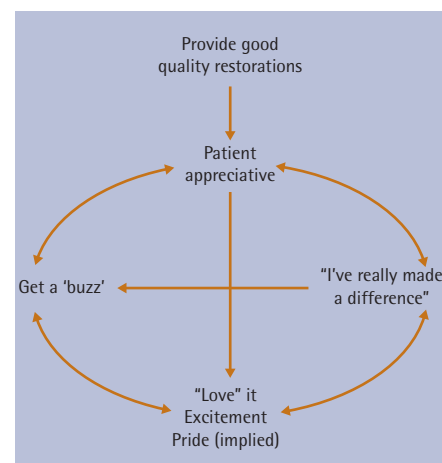 Provide good
quality restorations
Patient
appreciative
Get a ‘buzz’
"I've really made
a difference"
"Love" it
Excitement
Pride (implied)